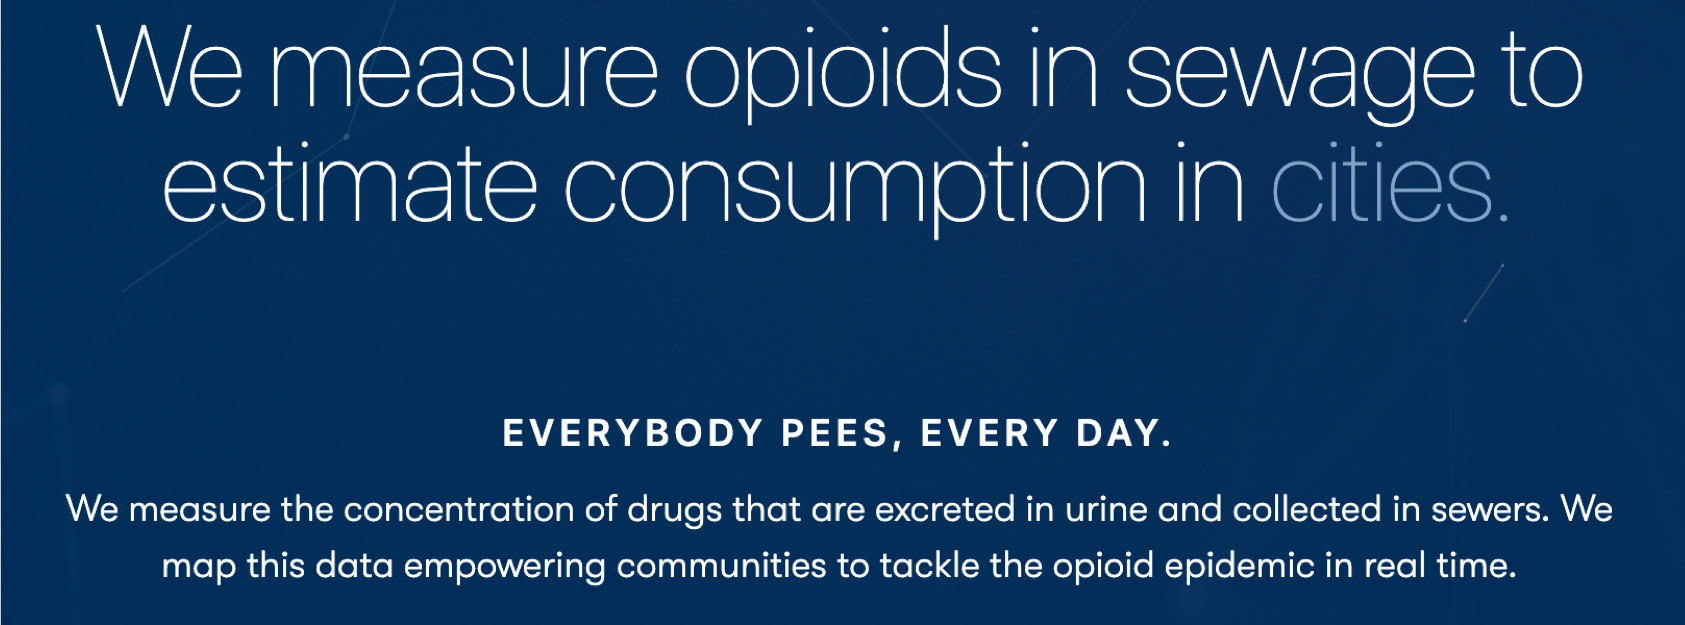 We measure opioids in sewage to
estimate consumption in cities.
EVERYBODY PEES, EVERY DAY.
We measure the concentration of drugs that are excreted in urine and collected in sewers. We
map this data empowering communities to tackle the opioid epidemic in real time.